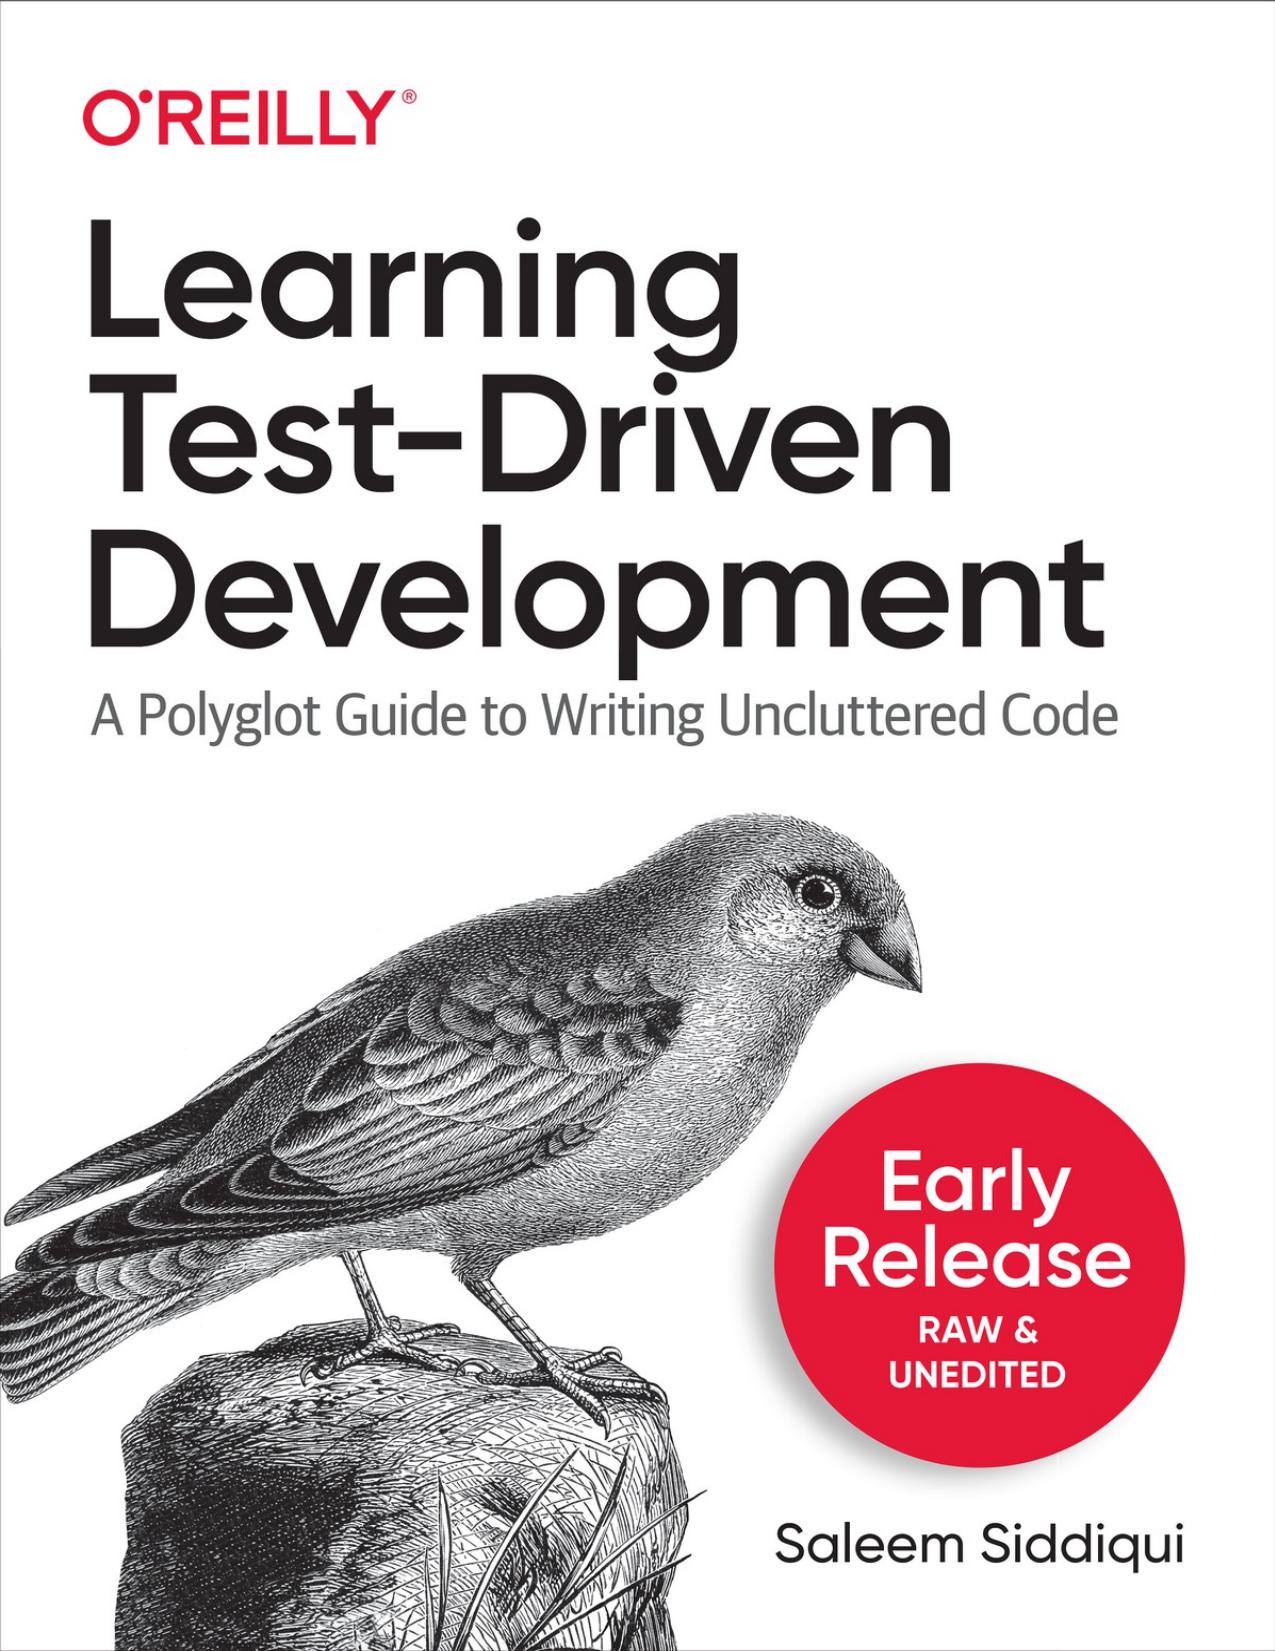 O'REILLY®
Learning
Test-Driven
Development
A Polyglot Guide to Writing Uncluttered Code
Early
Release
RAW &
UNEDITED
Saleem Siddiqui